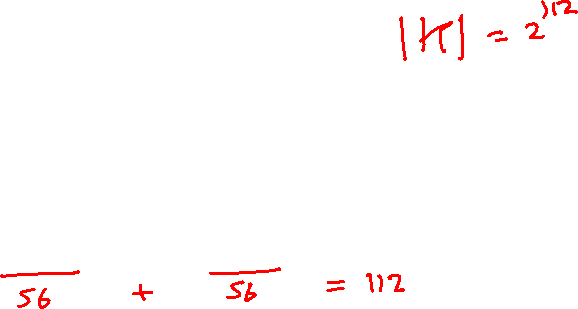 |K| = 2^112
56 + 56 = 112